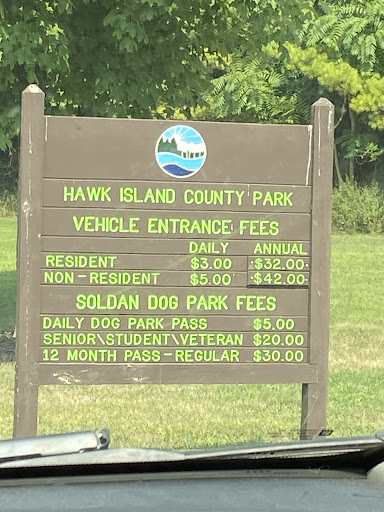 HAWK ISLAND COUNTY PARK
VEHICLE ENTRANCE FEES
DAILY ANNUAL
RESIDENT $3.00 $32.00
NON-RESIDENT $5.00 $42.00
SOLDAN DOG PARK FEES
DAILY DOG PARK PASS $5.00
SENIOR\STUDENT\VETERAN $20.00
12 MONTH PASS-REGULAR $30.00